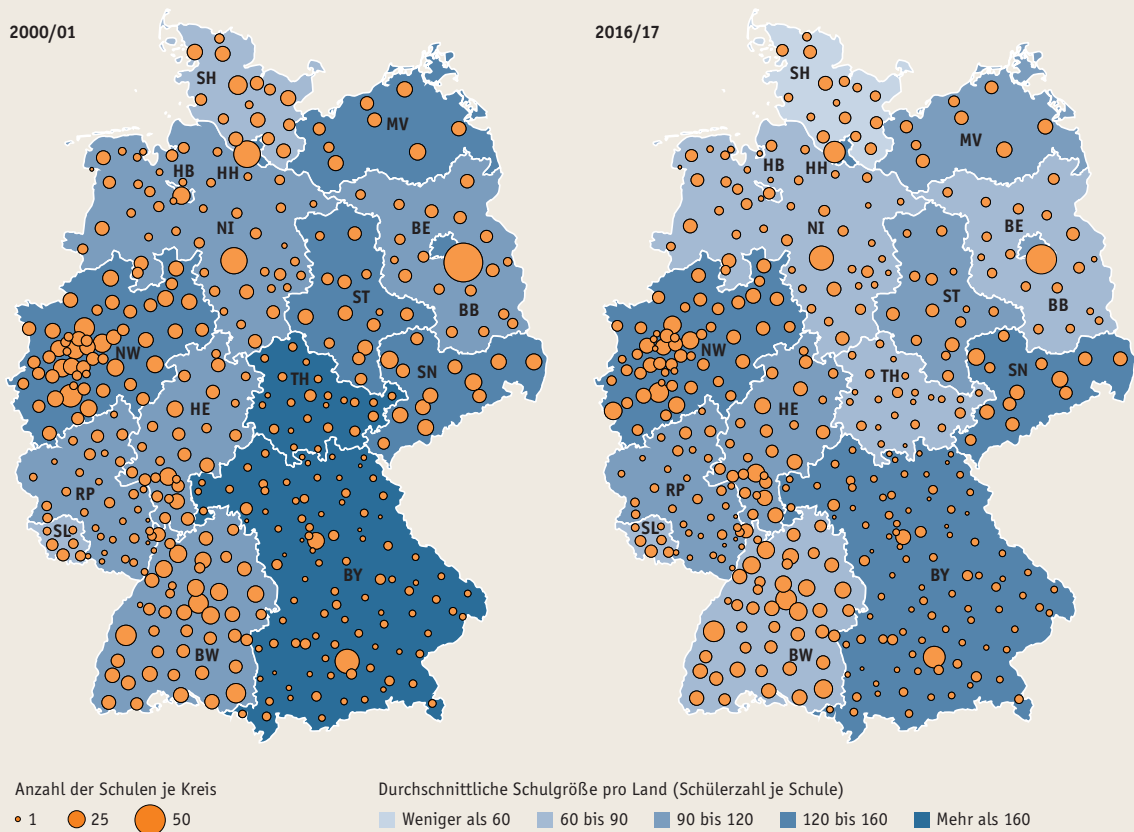 2000/01
SH
MV
HB
HH
NI
BE
ST
BB
NW
TH
SN
HE
RP
SL
BY
BW
2016/17
SH
MV
HB
HH
NI
BE
ST
BB
NW
TH
SN
HE
RP
SL
BY
BW
Anzahl der Schulen je Kreis
1 25 50
Durchschnittliche Schulgröße pro Land (Schülerzahl je Schule)
Weniger als 60 60 bis 90 90 bis 120 120 bis 160 Mehr als 160